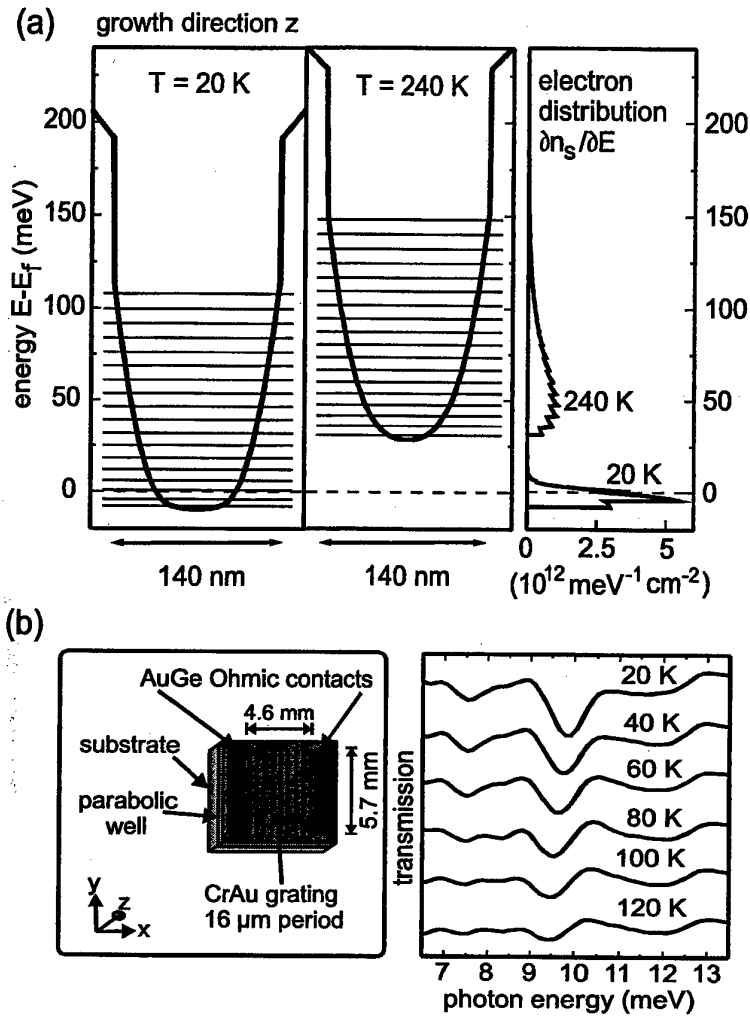 (a) growth direction z
T = 20 K
T = 240 K
electron
distribution
∂nₛ/∂E
energy E-E_f (meV)
200
150
100
50
0
200
150
100
50
0
240 K
20 K
0 2.5 5
140 nm
140 nm
(10¹² meV⁻¹ cm⁻²)
(b)
AuGe Ohmic contacts
4.6 mm
substrate
5.7 mm
parabolic
well
CrAu grating
16 µm period
y
z
x
transmission
20 K
40 K
60 K
80 K
100 K
120 K
7 8 9 10 11 12 13
photon energy (meV)